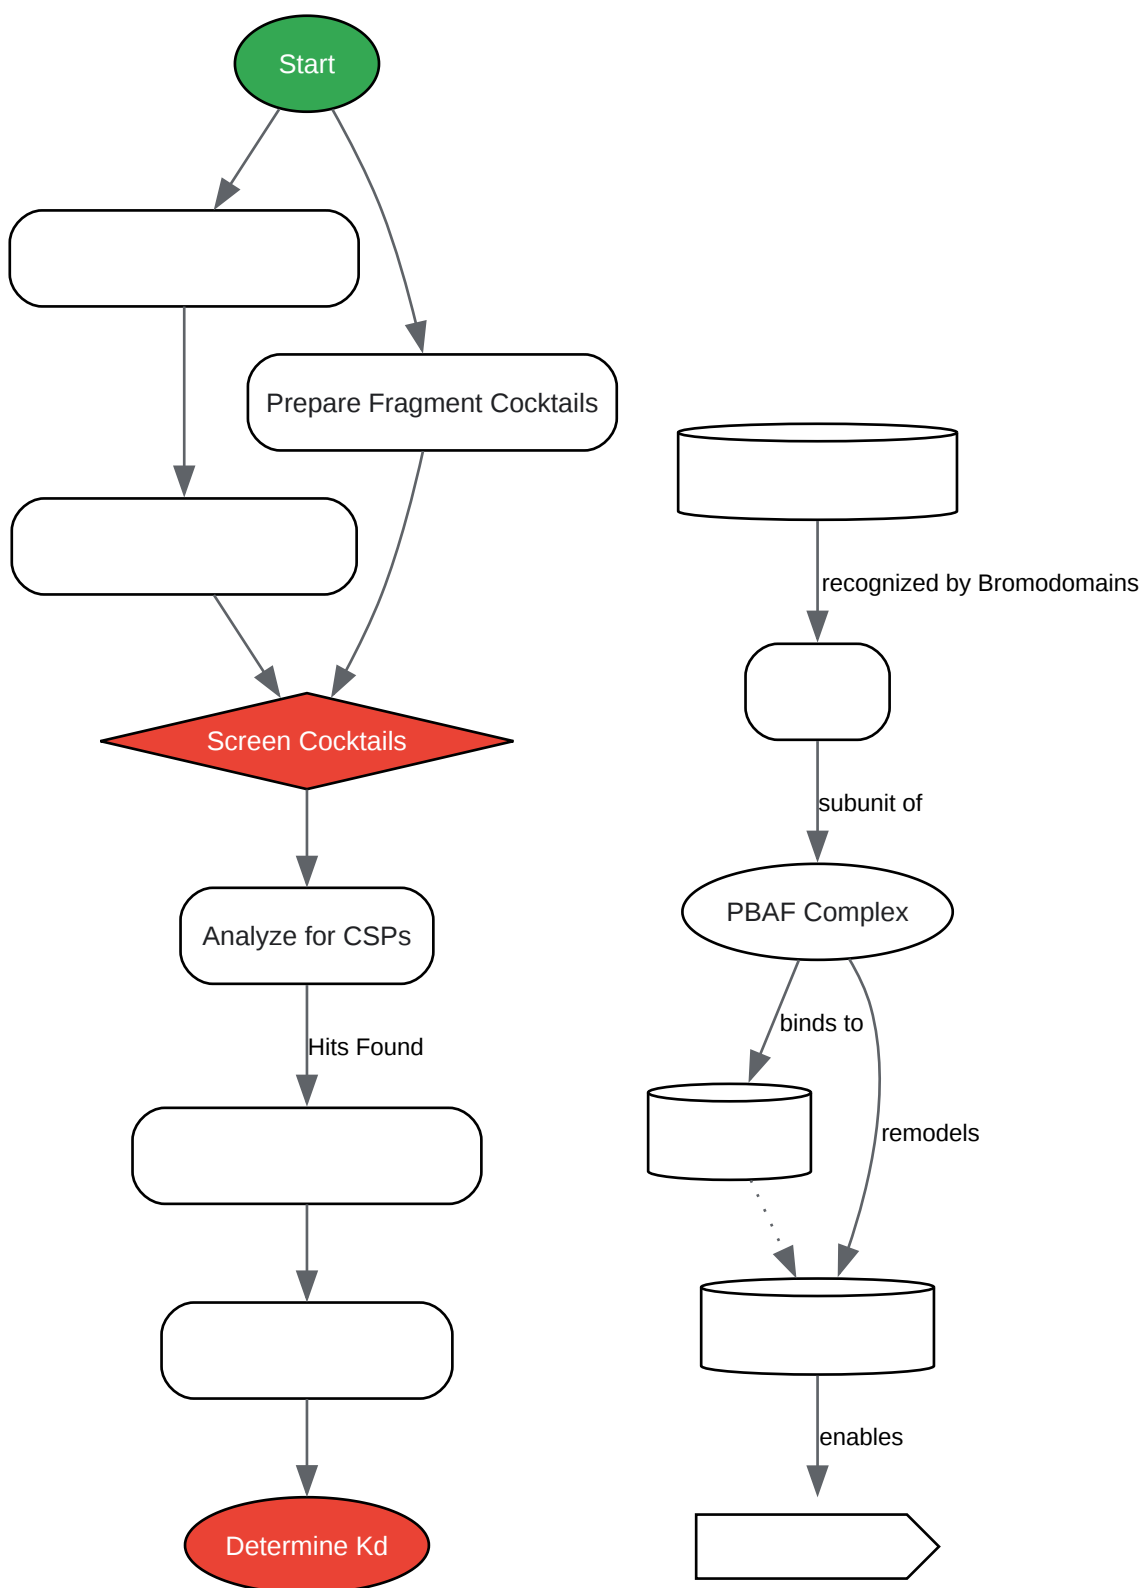 Start
Prepare Fragment Cocktails
Screen Cocktails
Analyze for CSPs
Hits Found
Determine Kd
recognized by Bromodomains
subunit of
PBAF Complex
binds to
remodels
enables